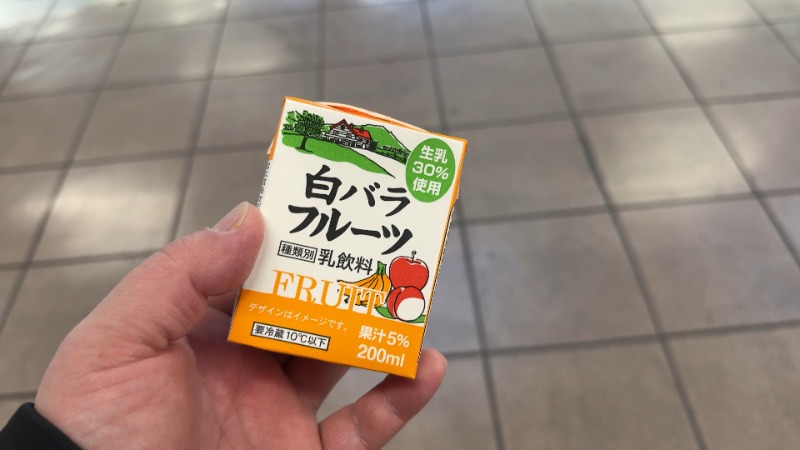 生乳
30%
使用
白バラ
フルーツ
種類別 乳飲料
FRUIT
デザインはイメージです。
要冷蔵10℃以下
果汁5%
200ml